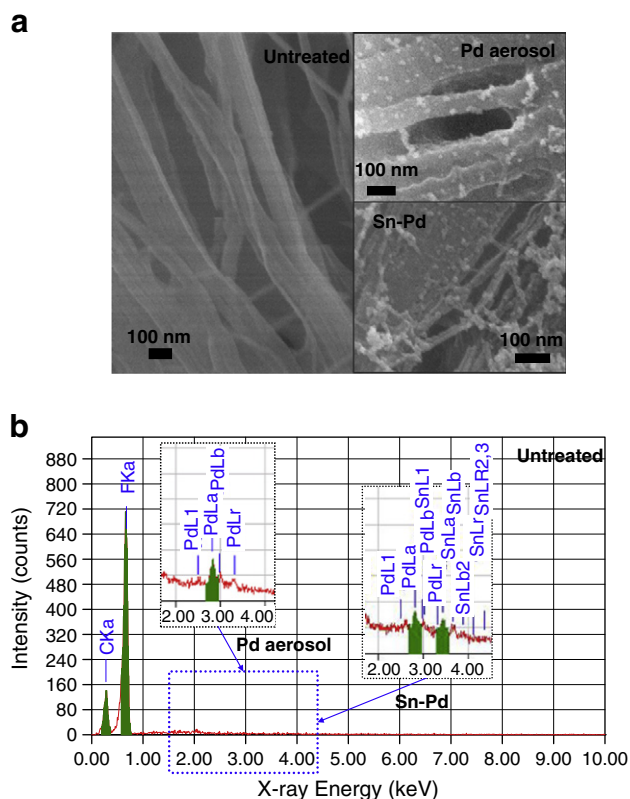 a
Untreated
Pd aerosol
100 nm
Sn-Pd
100 nm
100 nm
b
Intensity (counts)
880
800
720
640
560
480
400
320
240
160
80
0
CKa
FKa
PdL1
PdLa
PdLb
PdLr
2.00 3.00 4.00
Pd aerosol
Untreated
PdL1
PdLa
PdLb
SnL1
PdLr
SnLa
SnLb
SnLb2
SnLr
SnLR2,3
2.00 3.00 4.00
Sn-Pd
0.00 1.00 2.00 3.00 4.00 5.00 6.00 7.00 8.00 9.00 10.00
X-ray Energy (keV)